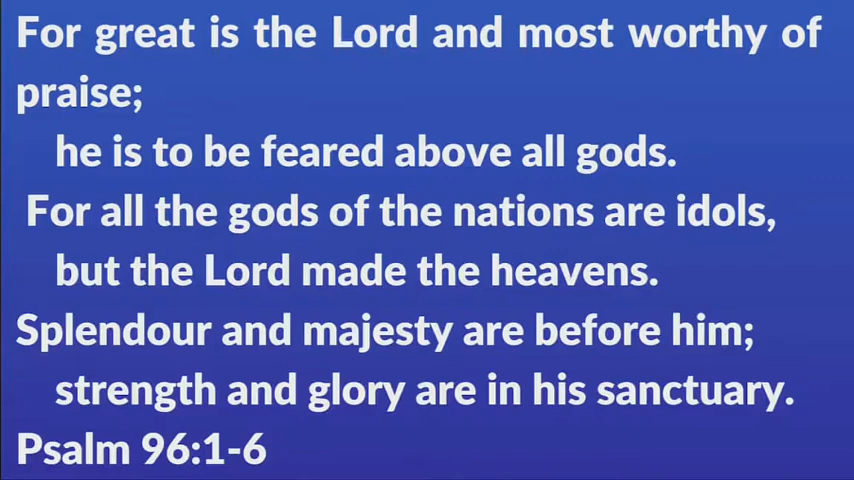 For great is the Lord and most worthy of
praise;
he is to be feared above all gods.
For all the gods of the nations are idols,
but the Lord made the heavens.
Splendour and majesty are before him;
strength and glory are in his sanctuary.
Psalm 96:1-6